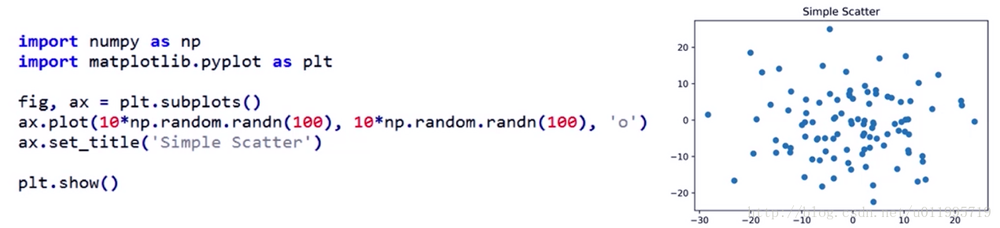 import numpy as np
import matplotlib.pyplot as plt
fig, ax = plt.subplots()
ax.plot(10*np.random.randn(100), 10*np.random.randn(100), 'o')
ax.set_title('Simple Scatter')
plt.show()
Simple Scatter
20
10
0
−10
−20
−30 −20 −10 0 10 20
http://blog.csdn.net/u011995719